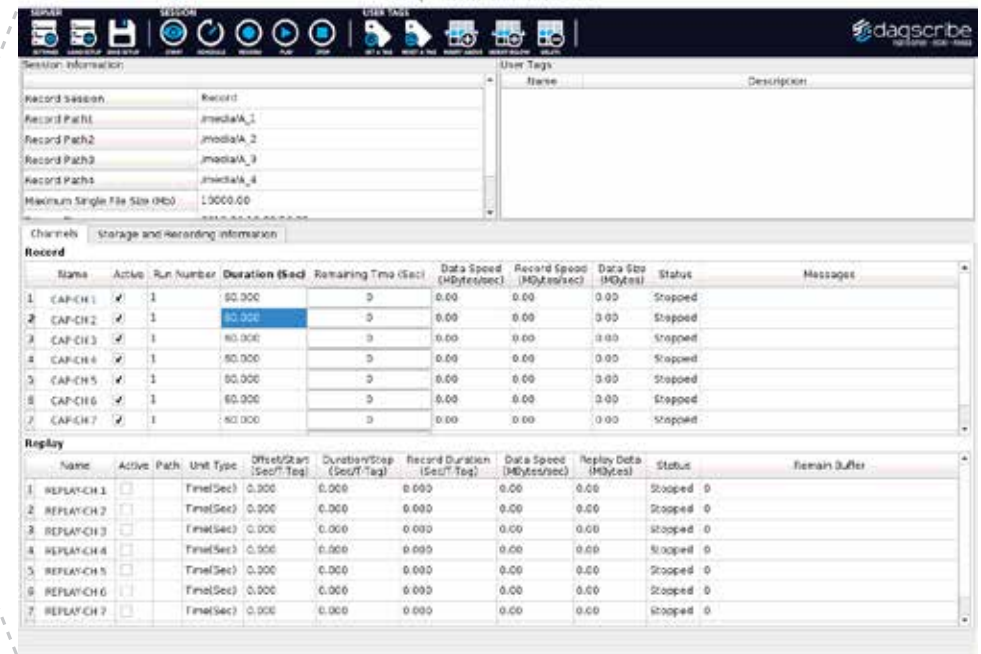 SERVER SESSION USER TAGS
SETTINGS LOAD SETUP SAVE SETUP START SCHEDULE RECORD PLAY STOP SET A TAG INSERT ABOVE INSERT BELOW DELETE
daqscribe
Session Information User Tags
Name Description
Record Session Record
Record Path1 /media/A_1
Record Path2 /media/A_2
Record Path3 /media/A_3
Record Path4 /media/A_4
Maximum Single File Size (Mb) 10000.00
Channels Storage and Recording Information
Record
Name Active Run Number Duration (Sec) Remaining Time (Sec) Data Speed (MBytes/sec) Record Speed (MBytes/sec) Data Size (MBytes) Status Messages
1 CAP-CH 1 1 60.000 0 0.00 0.00 0.00 Stopped
2 CAP-CH 2 1 60.000 0 0.00 0.00 0.00 Stopped
3 CAP-CH 3 1 60.000 0 0.00 0.00 0.00 Stopped
4 CAP-CH 4 1 60.000 0 0.00 0.00 0.00 Stopped
5 CAP-CH 5 1 60.000 0 0.00 0.00 0.00 Stopped
6 CAP-CH 6 1 60.000 0 0.00 0.00 0.00 Stopped
7 CAP-CH 7 1 60.000 0 0.00 0.00 0.00 Stopped
Replay
Name Active Path Unit Type Offset/Start (Sec/T-Tag) Duration/Stop (Sec/T-Tag) Record Duration (Sec/T-Tag) Data Speed (MBytes/sec) Replay Data (MBytes) Status Remain Buffer
1 REPLAY-CH 1 Time(Sec) 0.000 0.000 0.000 0.00 0.00 Stopped 0
2 REPLAY-CH 2 Time(Sec) 0.000 0.000 0.000 0.00 0.00 Stopped 0
3 REPLAY-CH 3 Time(Sec) 0.000 0.000 0.000 0.00 0.00 Stopped 0
4 REPLAY-CH 4 Time(Sec) 0.000 0.000 0.000 0.00 0.00 Stopped 0
5 REPLAY-CH 5 Time(Sec) 0.000 0.000 0.000 0.00 0.00 Stopped 0
6 REPLAY-CH 6 Time(Sec) 0.000 0.000 0.000 0.00 0.00 Stopped 0
7 REPLAY-CH 7 Time(Sec) 0.000 0.000 0.000 0.00 0.00 Stopped 0